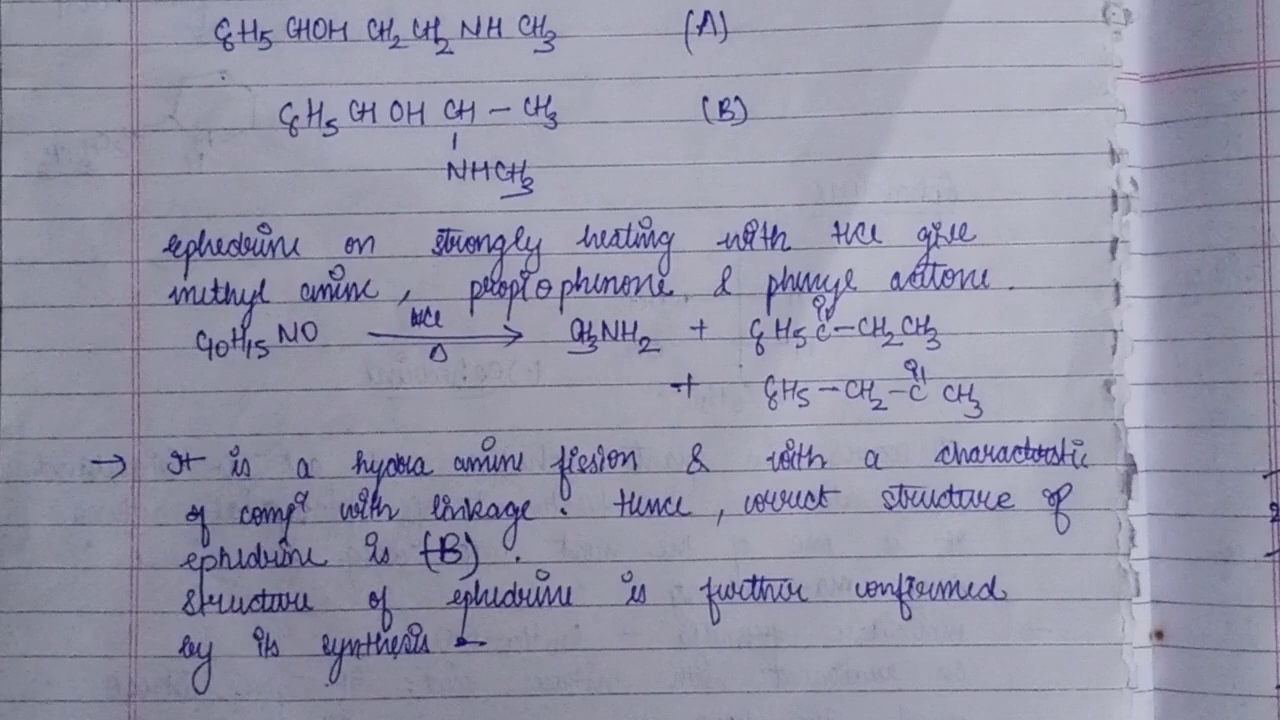 C6H5 CHOH CH2 CH2 NH CH3 (A)
C6H5 CH OH CH - CH3 (B)
|
NHCH3
ephedrine on strongly heating with HCl give
methyl amine, propiophenone & phenyl acetone.
C10H15NO HCl Δ → CH3NH2 + C6H5 C(=O)-CH2CH3
+ C6H5-CH2-C(=O) CH3
→ It is a hydra amine fission & with a characteristic
of compd with linkage. Hence, correct structure of
ephedrine is (B).
structure of ephedrine is further confirmed
by its synthesis -